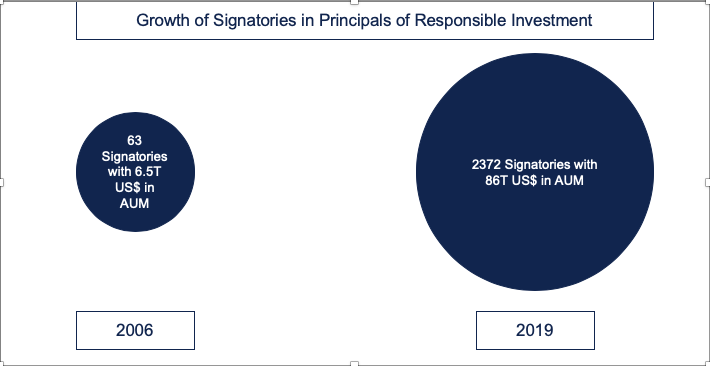 Growth of Signatories in Principals of Responsible Investment
63
Signatories
with 6.5T
US$ in
AUM
2372 Signatories with
86T US$ in AUM
2006
2019